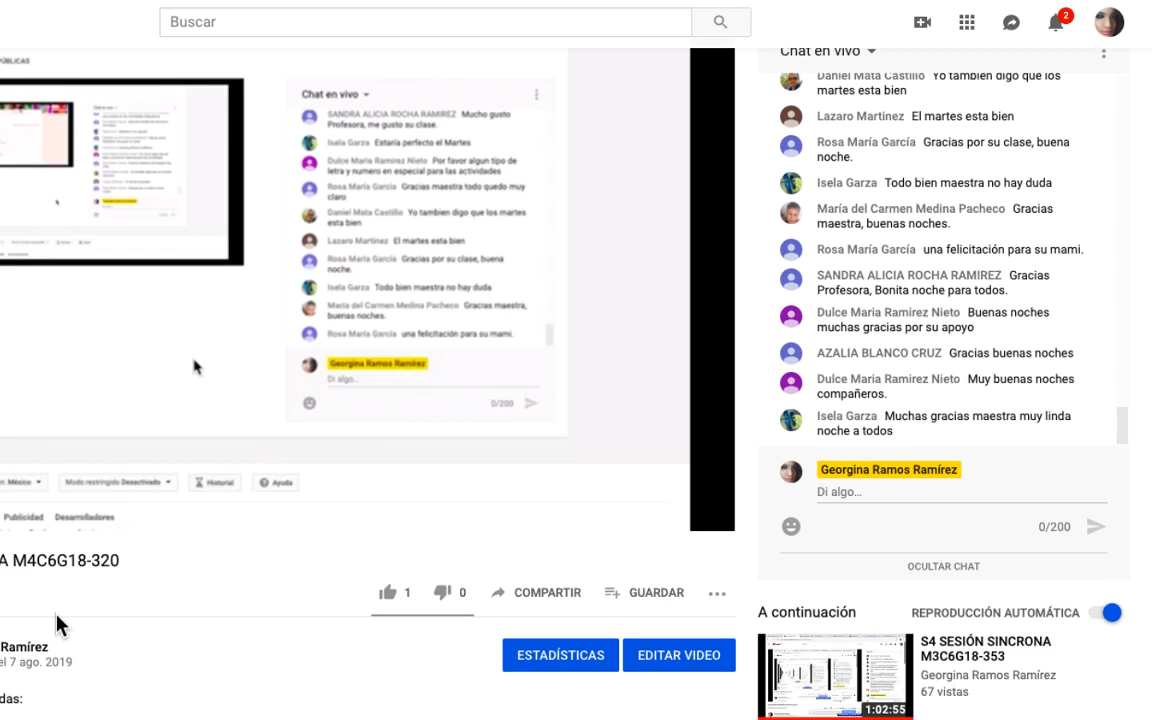 Buscar
2
PÚBLICAS
Chat en vivo
SANDRA ALICIA ROCHA RAMIREZ Mucho gusto
Profesora, me gusto su clase.
Isela Garza Estaría perfecto el Martes
Dulce Maria Ramirez Nieto Por favor algun tipo de
letra y numero en especial para las actividades
Rosa María García Gracias maestra todo quedo muy
claro
Daniel Mata Castillo Yo tambien digo que los martes
esta bien
Lazaro Martinez El martes esta bien
Rosa María García Gracias por su clase, buena
noche.
Isela Garza Todo bien maestra no hay duda
María del Carmen Medina Pacheco Gracias maestra,
buenas noches.
Rosa María García una felicitación para su mami.
Georgina Ramos Ramírez
Di algo...
0/200
México
Modo restringido Desactivado
Historial
Ayuda
Publicidad Desarrolladores
A M4C6G18-320
1
0
COMPARTIR
GUARDAR
Ramírez
el 7 ago. 2019
ESTADÍSTICAS
EDITAR VIDEO
das:
Chat en vivo
Daniel Mata Castillo Yo tambien digo que los
martes esta bien
Lazaro Martinez El martes esta bien
Rosa María García Gracias por su clase, buena
noche.
Isela Garza Todo bien maestra no hay duda
María del Carmen Medina Pacheco Gracias
maestra, buenas noches.
Rosa María García una felicitación para su mami.
SANDRA ALICIA ROCHA RAMIREZ Gracias
Profesora, Bonita noche para todos.
Dulce Maria Ramirez Nieto Buenas noches
muchas gracias por su apoyo
AZALIA BLANCO CRUZ Gracias buenas noches
Dulce Maria Ramirez Nieto Muy buenas noches
compañeros.
Isela Garza Muchas gracias maestra muy linda
noche a todos
Georgina Ramos Ramírez
Di algo...
0/200
OCULTAR CHAT
A continuación
REPRODUCCIÓN AUTOMÁTICA
S4 SESIÓN SINCRONA
M3C6G18-353
Georgina Ramos Ramírez
67 vistas
1:02:55